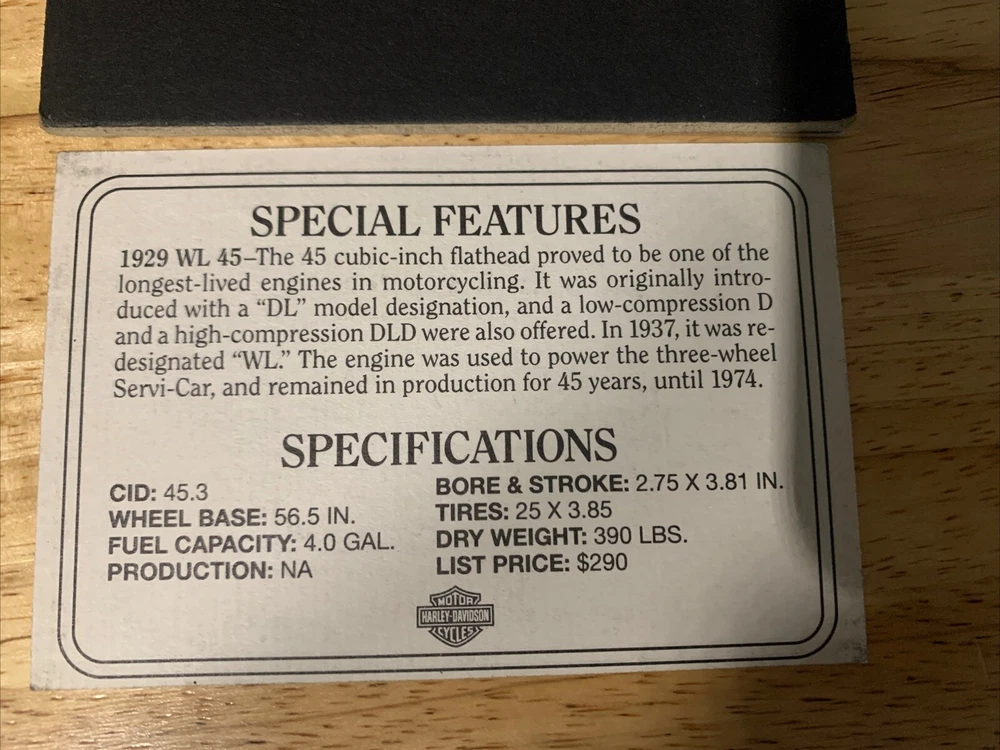 SPECIAL FEATURES
1929 WL 45–The 45 cubic-inch flathead proved to be one of the
longest-lived engines in motorcycling. It was originally intro-
duced with a “DL” model designation, and a low-compression D
and a high-compression DLD were also offered. In 1937, it was re-
designated “WL.” The engine was used to power the three-wheel
Servi-Car, and remained in production for 45 years, until 1974.
SPECIFICATIONS
CID: 45.3
WHEEL BASE: 56.5 IN.
FUEL CAPACITY: 4.0 GAL.
PRODUCTION: NA
BORE & STROKE: 2.75 X 3.81 IN.
TIRES: 25 X 3.85
DRY WEIGHT: 390 LBS.
LIST PRICE: $290
MOTOR
HARLEY-DAVIDSON
CYCLES